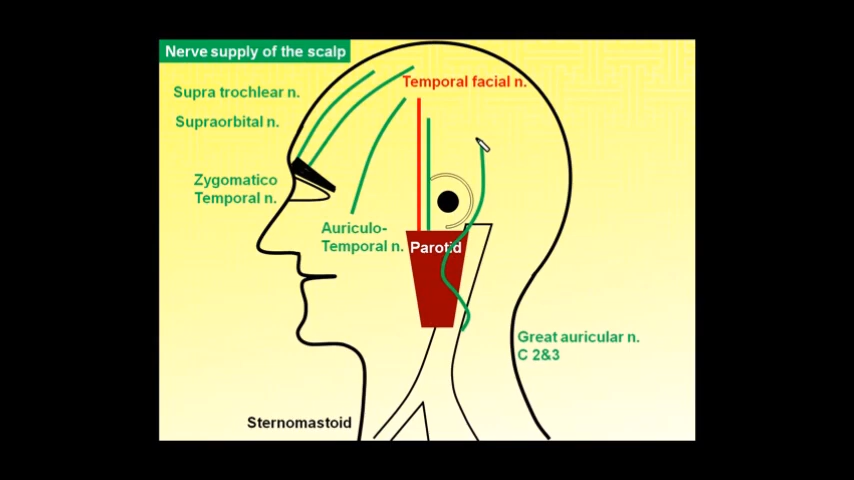 Nerve supply of the scalp
Temporal facial n.
Supra trochlear n.
Supraorbital n.
Zygomatico
Temporal n.
Auriculo-
Temporal n.
Parotid
Great auricular n.
C 2&3
Sternomastoid